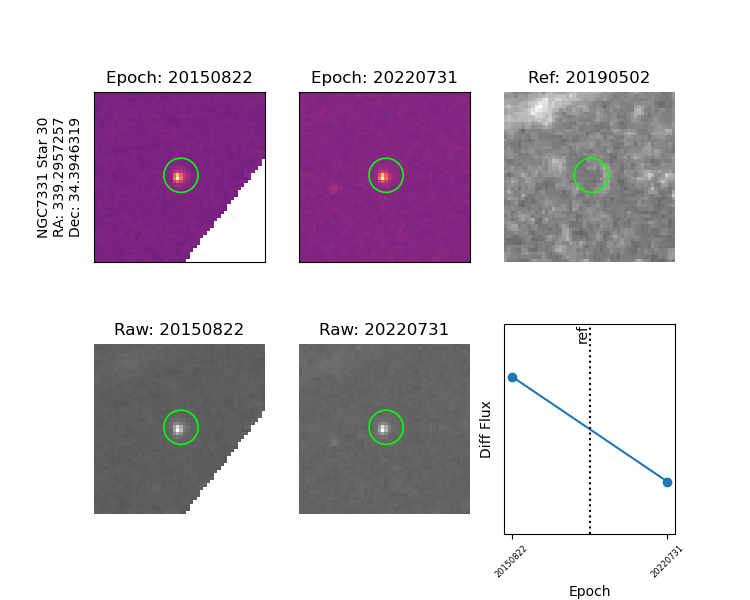 Epoch: 20150822
Epoch: 20220731
Ref: 20190502
NGC7331 Star 30
RA: 339.2957257
Dec: 34.3946319
Raw: 20150822
Raw: 20220731
ref
Diff Flux
20150822
20220731
Epoch